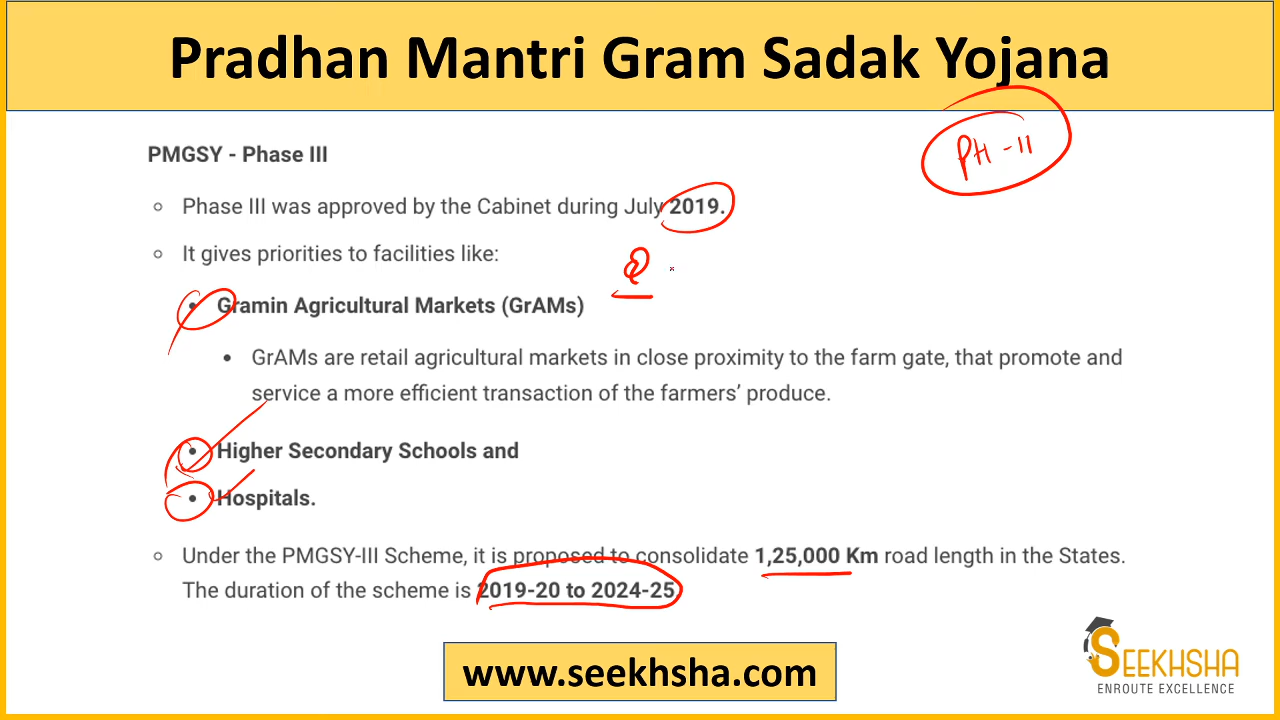 Pradhan Mantri Gram Sadak Yojana
PH-11
PMGSY - Phase III
Phase III was approved by the Cabinet during July 2019.
It gives priorities to facilities like:
Gramin Agricultural Markets (GrAMs)
GrAMs are retail agricultural markets in close proximity to the farm gate, that promote and
service a more efficient transaction of the farmers’ produce.
Higher Secondary Schools and
Hospitals.
Under the PMGSY-III Scheme, it is proposed to consolidate 1,25,000 Km road length in the States.
The duration of the scheme is 2019-20 to 2024-25
www.seekhsha.com
SEEKHSHA
ENROUTE EXCELLENCE